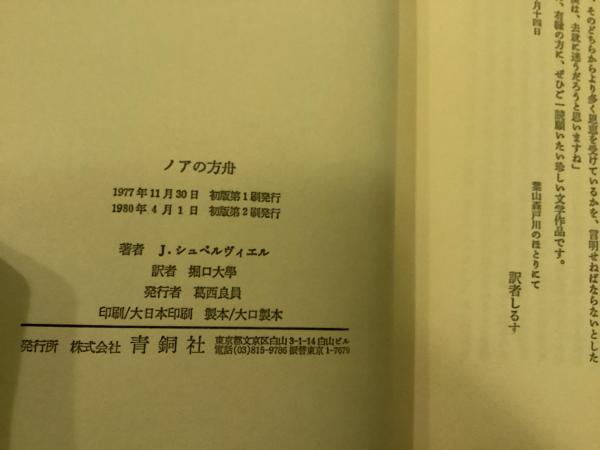 、そのどちらからより多く恩恵を受けているかを、言明せねばならないとした
は、去就に迷うだろうと思いますね」
、有縁の方に、ぜひご一読願いたい珍しい文学作品です。
月十四日
葉山森戸川のほとりにて
訳者しるす
ノアの方舟
1977年11月30日 初版第1刷発行
1980年4月1日 初版第2刷発行
著者 J.シュペルヴィエル
訳者 堀口大學
発行者 葛西良員
印刷/大日本印刷 製本/大口製本
発行所 株式会社 青銅社 東京都文京区白山3-1-14白山ビル
電話(03)815-9786 振替東京1-7679